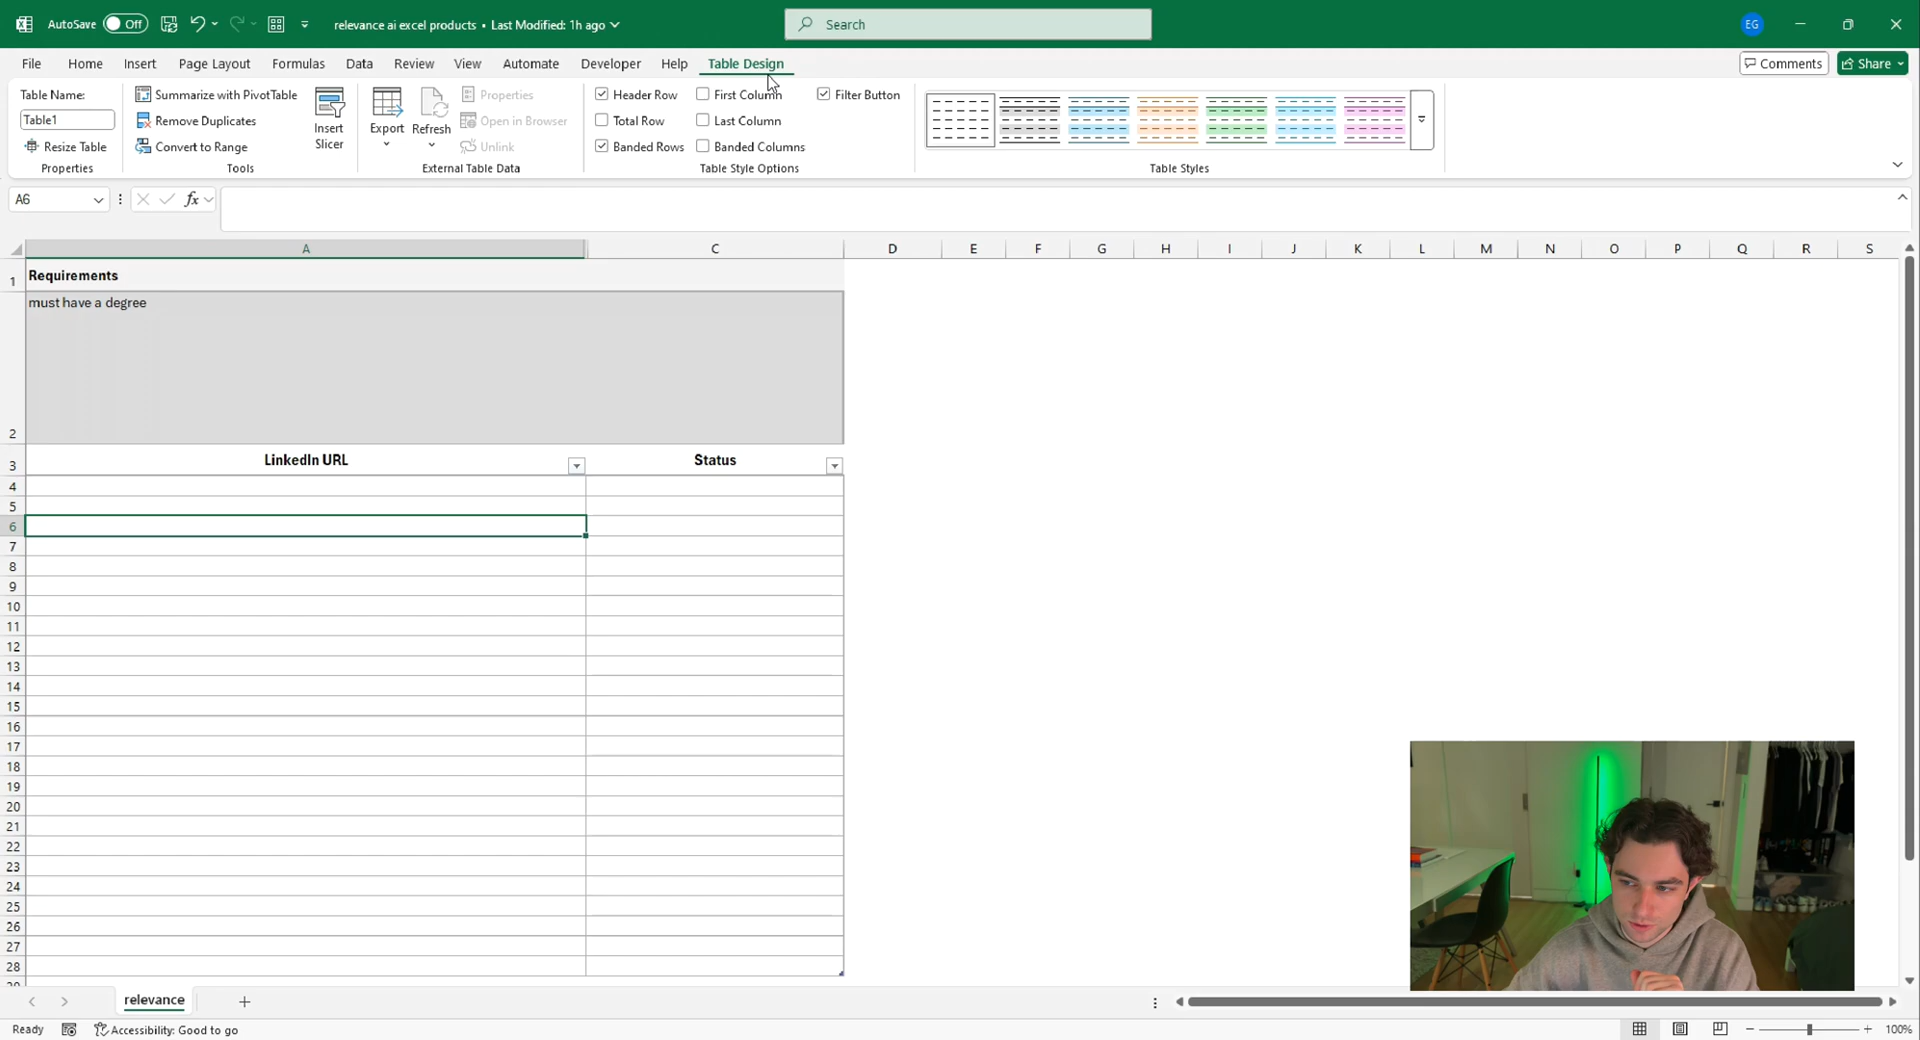 AutoSave Off relevance ai excel products • Last Modified: 1h ago Search EG
File Home Insert Page Layout Formulas Data Review View Automate Developer Help Table Design Comments Share
Table Name:
Table1
Resize Table
Properties
Summarize with PivotTable
Remove Duplicates
Convert to Range
Tools
Insert
Slicer
Export
Refresh
Properties
Open in Browser
Unlink
External Table Data
Header Row
Total Row
Banded Rows
First Column
Last Column
Banded Columns
Filter Button
Table Style Options
Table Styles
A6 fx
A C D E F G H I J K L M N O P Q R S
1 Requirements
must have a degree
2
3 LinkedIn URL Status
4
5
6
7
8
9
10
11
12
13
14
15
16
17
18
19
20
21
22
23
24
25
26
27
28
relevance
Ready Accessibility: Good to go 100%